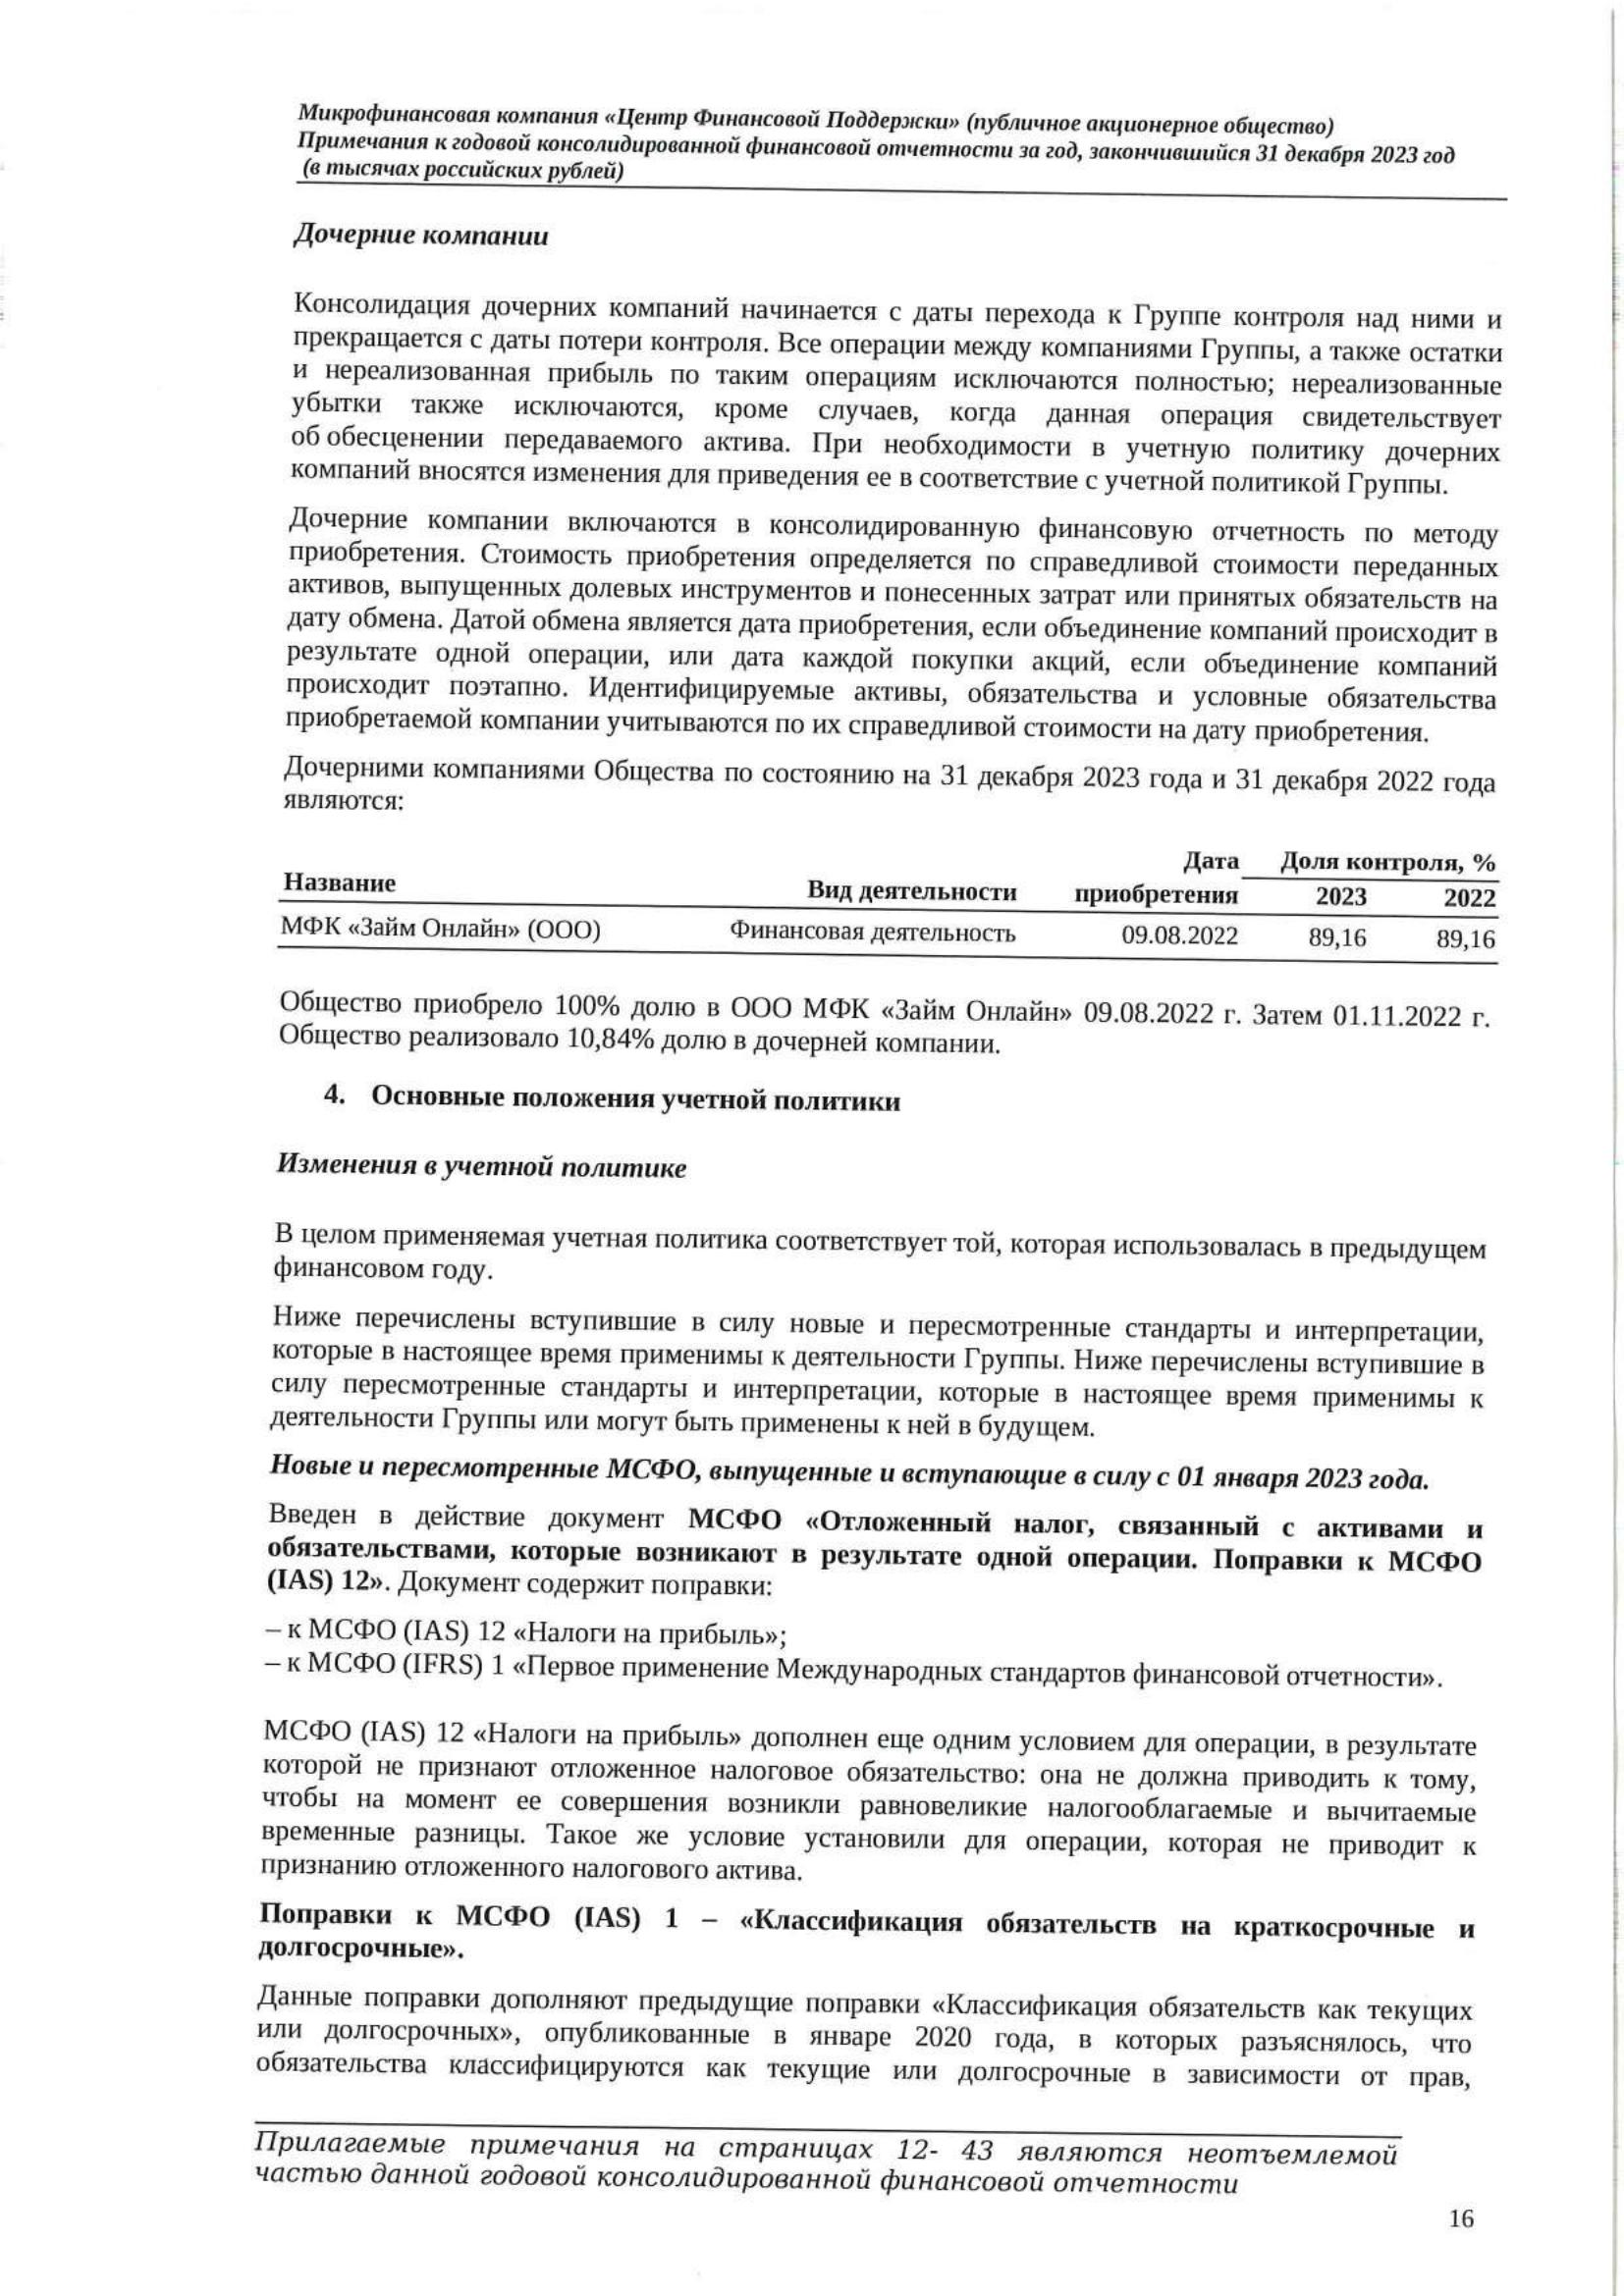 Микрофинансовая компания «Центр Финансовой Поддержки» (публичное акционерное общество)
Примечания к годовой консолидированной финансовой отчетности за год, закончившийся 31 декабря 2023 год
(в тысячах российских рублей)
Дочерние компании
Консолидация дочерних компаний начинается с даты перехода к Группе контроля над ними и
прекращается с даты потери контроля. Все операции между компаниями Группы, а также остатки
и нереализованная прибыль по таким операциям исключаются полностью; нереализованные
убытки также исключаются, кроме случаев, когда данная операция свидетельствует
об обесценении передаваемого актива. При необходимости в учетную политику дочерних
компаний вносятся изменения для приведения ее в соответствие с учетной политикой Группы.
Дочерние компании включаются в консолидированную финансовую отчетность по методу
приобретения. Стоимость приобретения определяется по справедливой стоимости переданных
активов, выпущенных долевых инструментов и понесенных затрат или принятых обязательств на
дату обмена. Датой обмена является дата приобретения, если объединение компаний происходит в
результате одной операции, или дата каждой покупки акций, если объединение компаний
происходит поэтапно. Идентифицируемые активы, обязательства и условные обязательства
приобретаемой компании учитываются по их справедливой стоимости на дату приобретения.
Дочерними компаниями Общества по состоянию на 31 декабря 2023 года и 31 декабря 2022 года
являются:
Дата Доля контроля, %
Название Вид деятельности приобретения 2023 2022
МФК «Займ Онлайн» (ООО) Финансовая деятельность 09.08.2022 89,16 89,16
Общество приобрело 100% долю в ООО МФК «Займ Онлайн» 09.08.2022 г. Затем 01.11.2022 г.
Общество реализовало 10,84% долю в дочерней компании.
4. Основные положения учетной политики
Изменения в учетной политике
В целом применяемая учетная политика соответствует той, которая использовалась в предыдущем
финансовом году.
Ниже перечислены вступившие в силу новые и пересмотренные стандарты и интерпретации,
которые в настоящее время применимы к деятельности Группы. Ниже перечислены вступившие в
силу пересмотренные стандарты и интерпретации, которые в настоящее время применимы к
деятельности Группы или могут быть применены к ней в будущем.
Новые и пересмотренные МСФО, выпущенные и вступающие в силу с 01 января 2023 года.
Введен в действие документ МСФО «Отложенный налог, связанный с активами и
обязательствами, которые возникают в результате одной операции. Поправки к МСФО
(IAS) 12». Документ содержит поправки:
– к МСФО (IAS) 12 «Налоги на прибыль»;
– к МСФО (IFRS) 1 «Первое применение Международных стандартов финансовой отчетности».
МСФО (IAS) 12 «Налоги на прибыль» дополнен еще одним условием для операции, в результате
которой не признают отложенное налоговое обязательство: она не должна приводить к тому,
чтобы на момент ее совершения возникли равновеликие налогооблагаемые и вычитаемые
временные разницы. Такое же условие установили для операции, которая не приводит к
признанию отложенного налогового актива.
Поправки к МСФО (IAS) 1 – «Классификация обязательств на краткосрочные и
долгосрочные».
Данные поправки дополняют предыдущие поправки «Классификация обязательств как текущих
или долгосрочных», опубликованные в январе 2020 года, в которых разъяснялось, что
обязательства классифицируются как текущие или долгосрочные в зависимости от прав,
Прилагаемые примечания на страницах 12- 43 являются неотъемлемой
частью данной годовой консолидированной финансовой отчетности
16